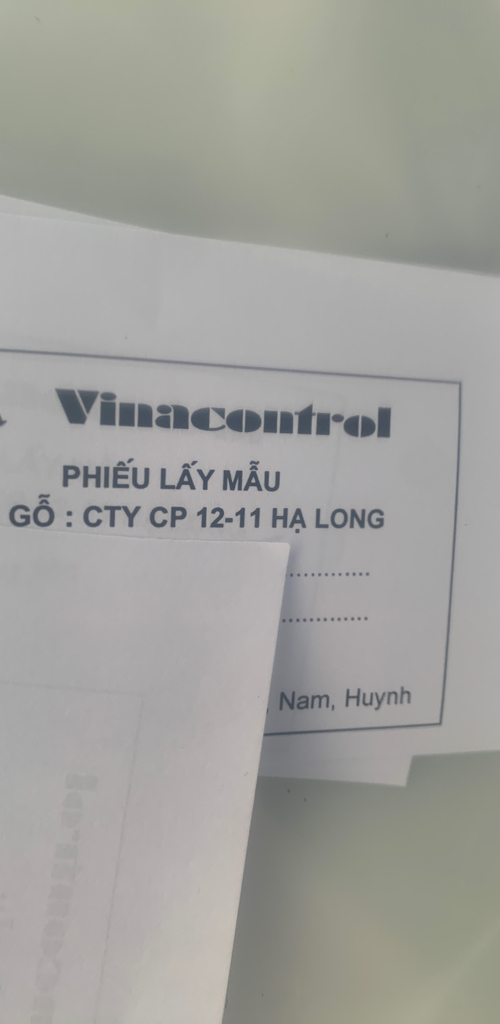 Vinacontrol
PHIẾU LẤY MẪU
GỖ : CTY CP 12-11 HẠ LONG
..............
..............
, Nam, Huynh